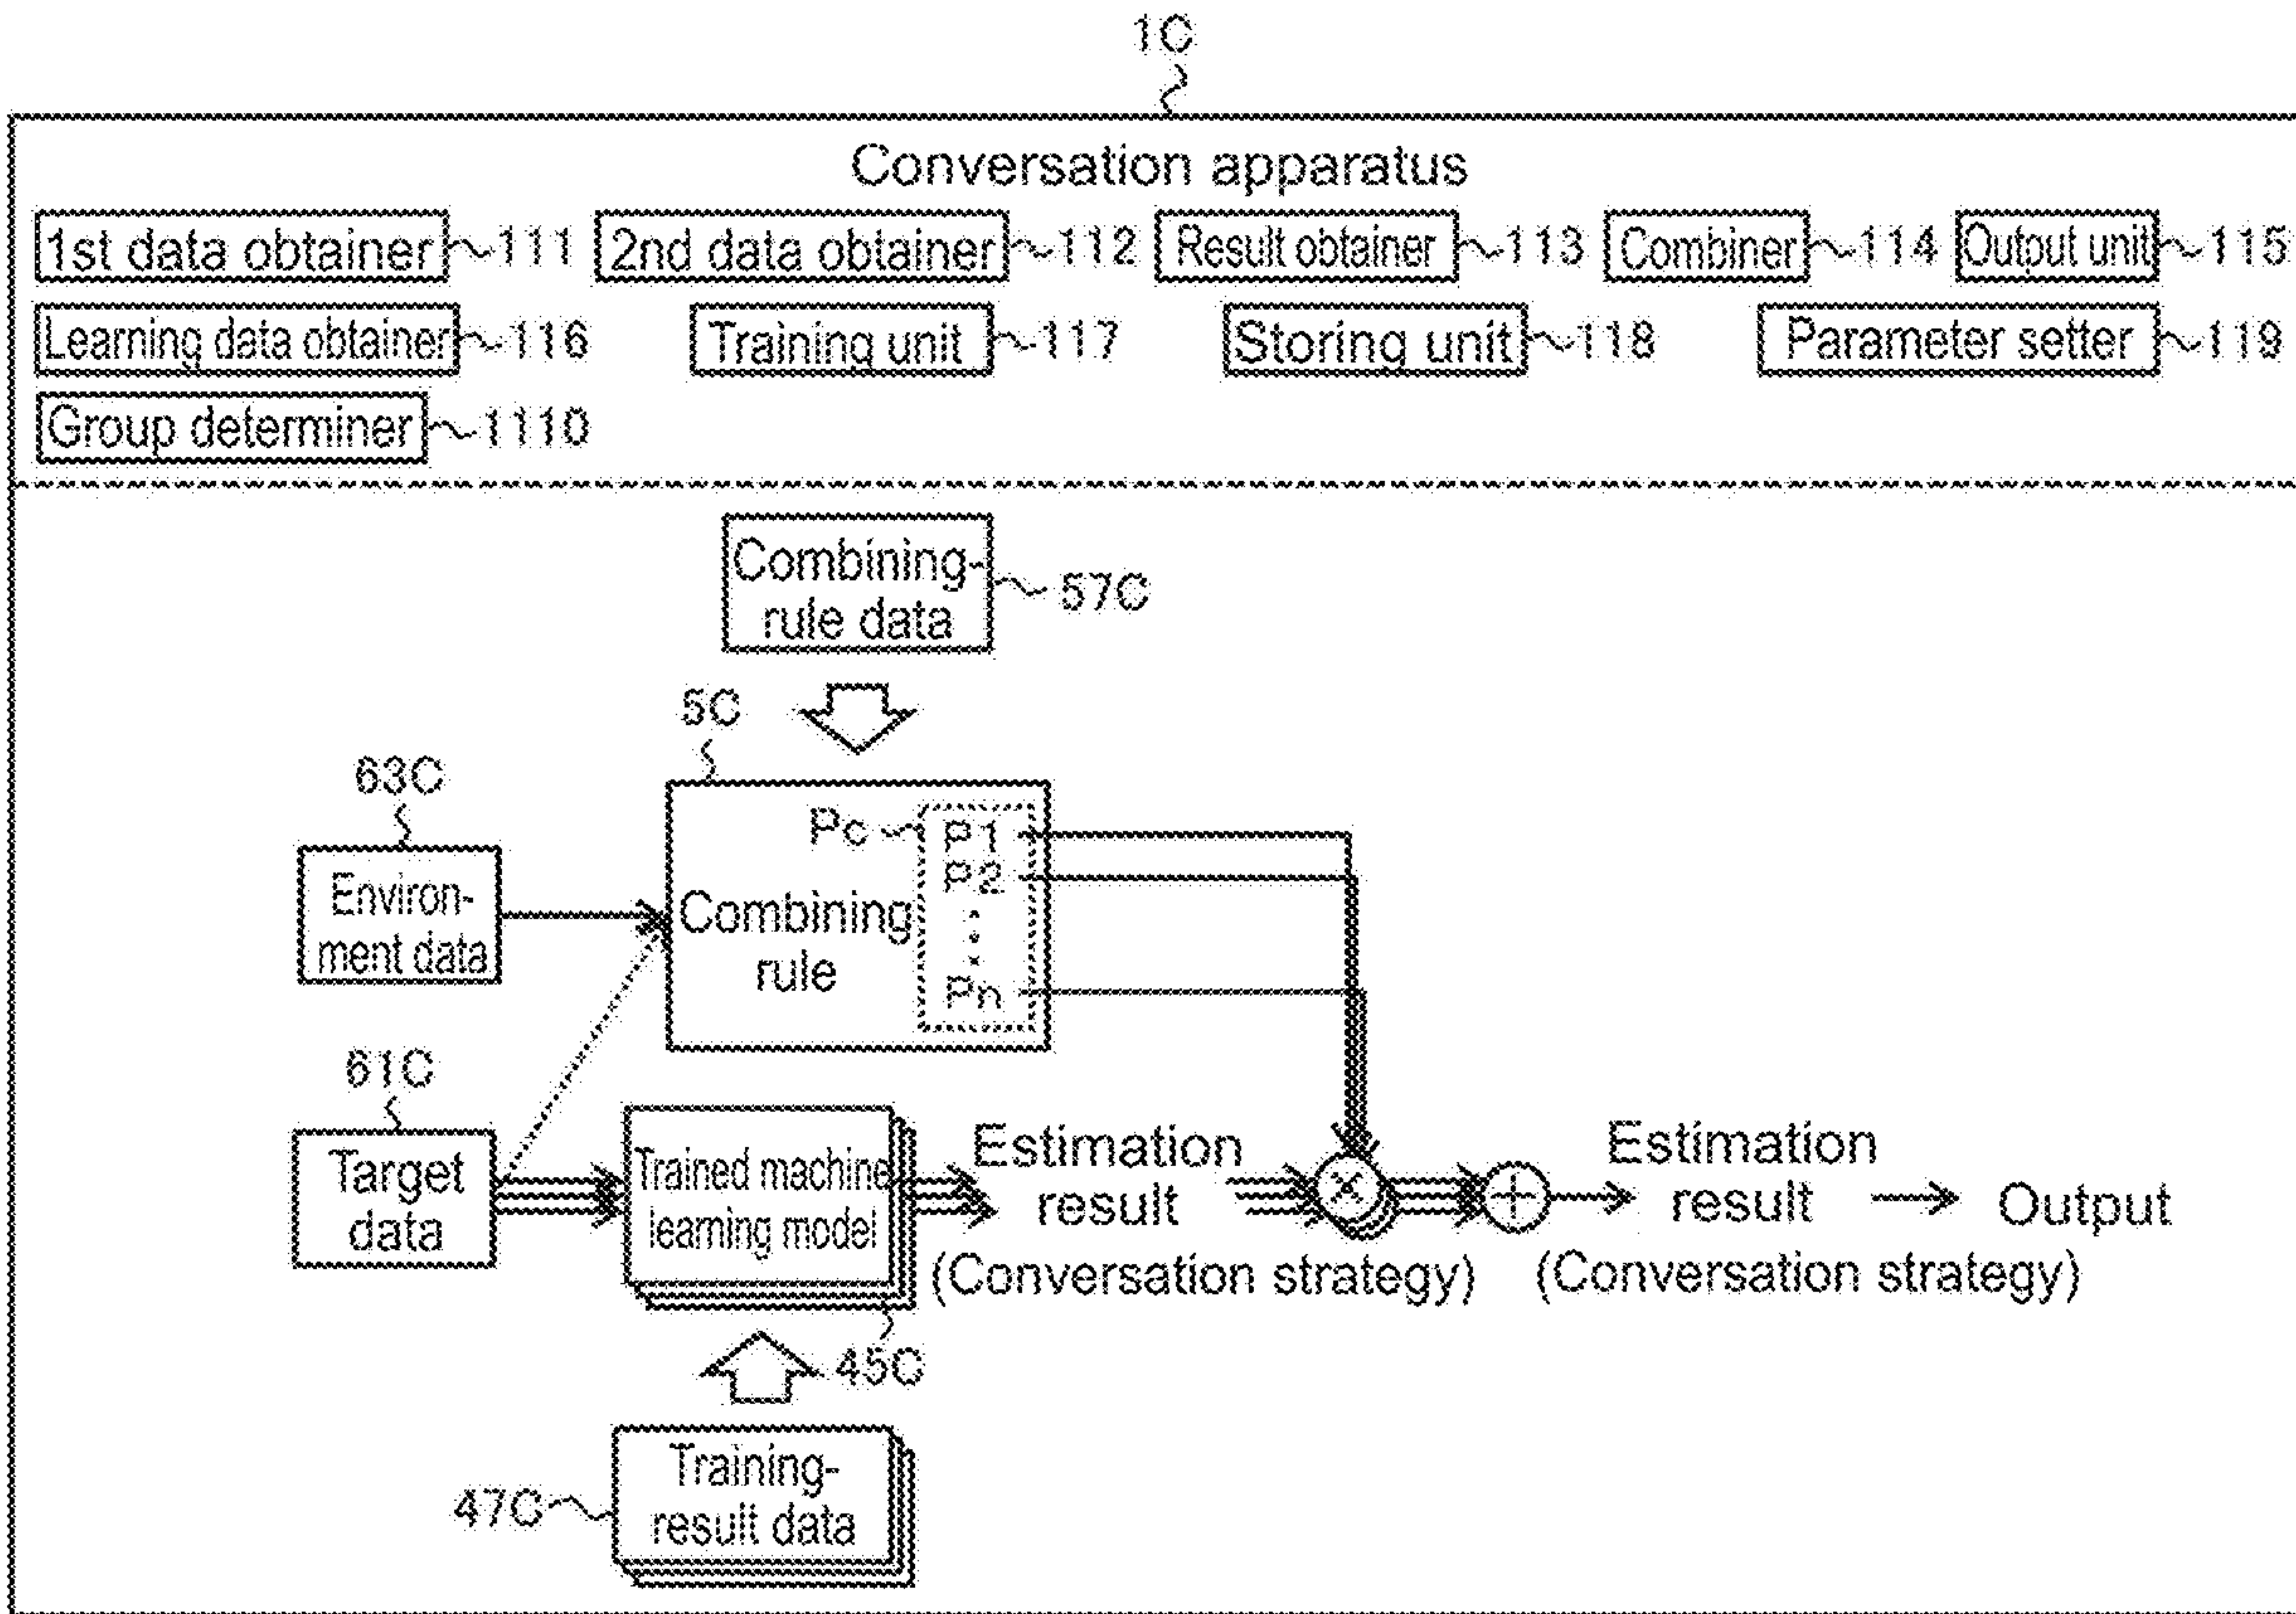 1C
Conversation apparatus
1st data obtainer 111 2nd data obtainer 112 Result obtainer 113 Combiner 114 Output unit 115
Learning data obtainer 116 Training unit 117 Storing unit 118 Parameter setter 119
Group determiner 1110
Combining-
rule data
57C
5C
63C
Environ-
ment data
Combining
rule
Pc
P1
P2
Pn
61C
Target
data
Trained machine
learning model
45C
Estimation
result
(Conversation strategy)
Estimation
result
(Conversation strategy)
Output
47C
Training-
result data